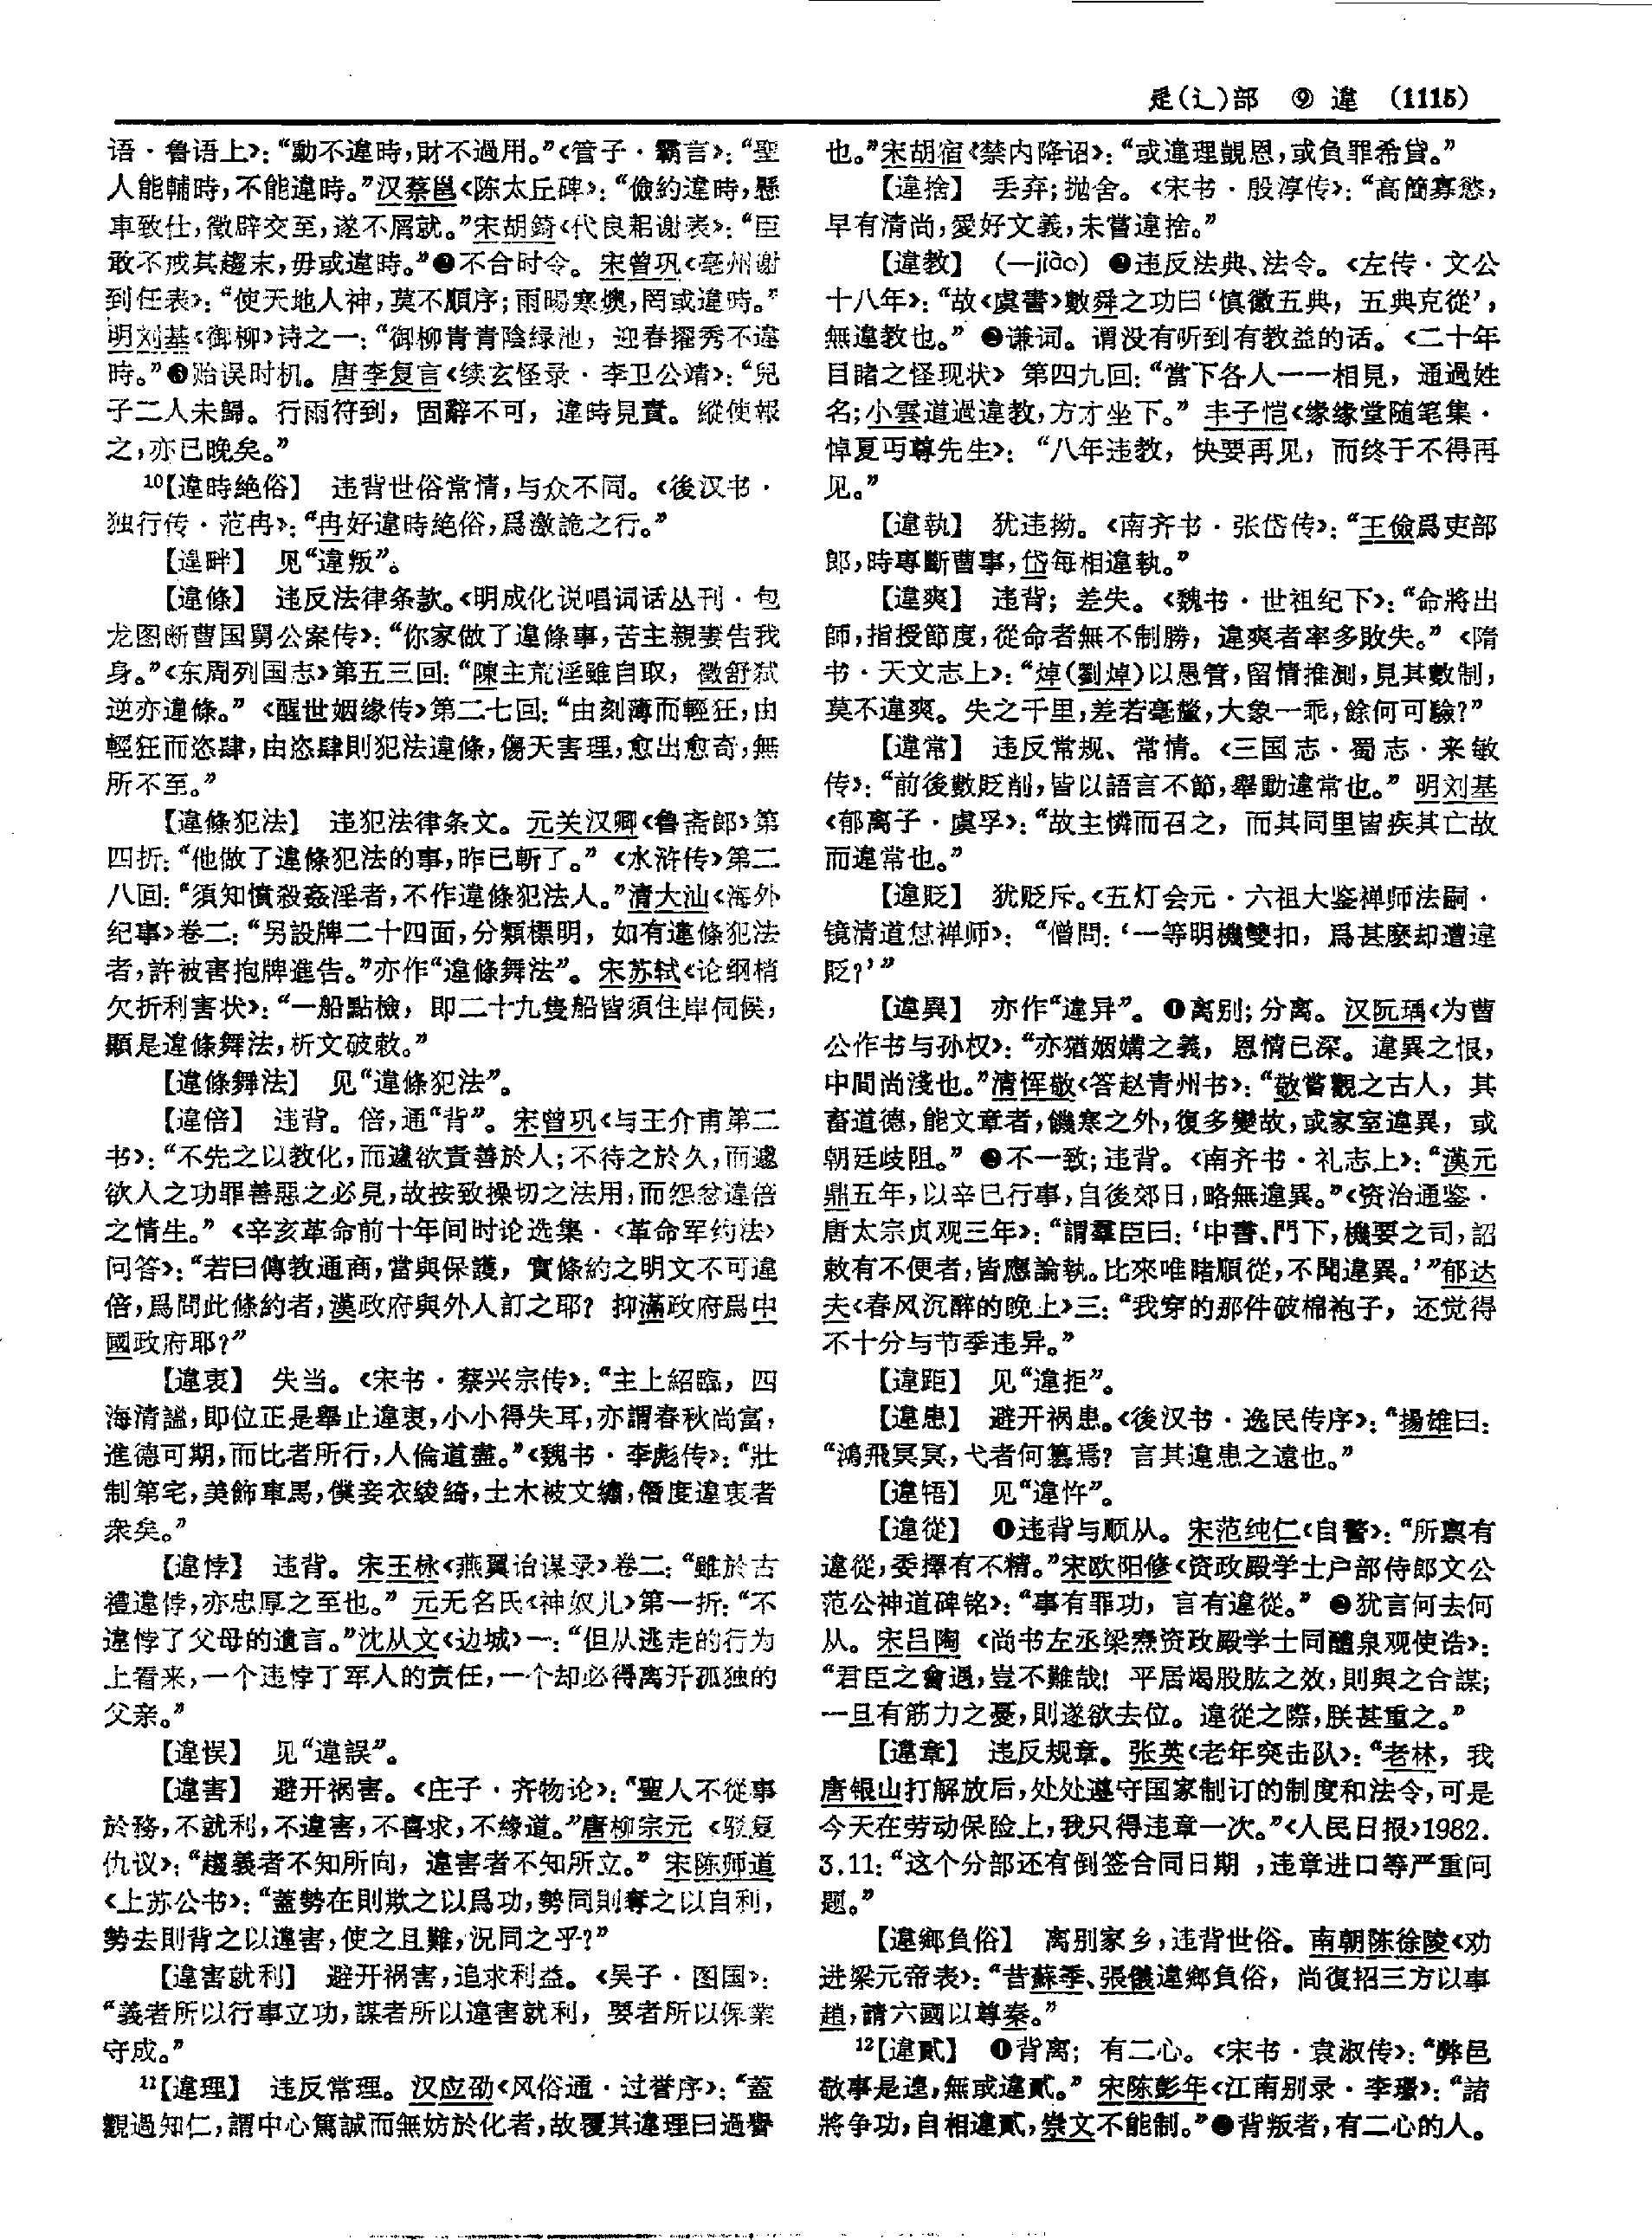 辵(辶)部　⑨　違　(1115)
语·鲁语上》：“動不違時，財不過用。”《管子·霸言》：“聖
人能輔時，不能違時。”汉蔡邕《陈太丘碑》：“儉約違時，懸
車致仕，徵辟交至，遂不屑就。”宋胡錡《代良耜谢表》：“臣
敢不戒其趨末，毋或違時。”❷不合时令。宋曾巩《亳州谢
到任表》：“使天地人神，莫不順序；雨暘寒燠，罔或違時。”
明刘基《御柳》诗之一：“御柳青青陰绿池，迎春擢秀不違
時。”❸贻误时机。唐李复言《续玄怪录·李卫公靖》：“兒
子二人未歸。行雨符到，固辭不可，違時見責。縱使報
之，亦已晚矣。”
10【違時絶俗】　违背世俗常情，与众不同。《後汉书·
独行传·范冉》：“冉好違時絶俗，爲激詭之行。”
【違畔】　见“違叛”。
【違條】　违反法律条款。《明成化说唱词话丛刊·包
龙图断曹国舅公案传》：“你家做了違條事，苦主親妻告我
身。”《东周列国志》第五三回：“陳主荒淫雖自取，徵舒弑
逆亦違條。”《醒世姻缘传》第二七回：“由刻薄而輕狂，由
輕狂而恣肆，由恣肆則犯法違條，傷天害理，愈出愈奇，無
所不至。”
【違條犯法】　违犯法律条文。元关汉卿《鲁斋郎》第
四折：“他做了違條犯法的事，昨已斬了。”《水浒传》第二
八回：“須知憤殺姦淫者，不作違條犯法人。”清大汕《海外
纪事》卷二：“另設牌二十四面，分類標明，如有違條犯法
者，許被害抱牌進告。”亦作“違條舞法”。宋苏轼《论纲梢
欠折利害状》：“一船點檢，即二十九隻船皆須住岸伺候，
顯是違條舞法，析文破敕。”
【違條舞法】　见“違條犯法”。
【違倍】　违背。倍，通“背”。宋曾巩《与王介甫第二
书》：“不先之以教化，而遽欲責善於人；不待之於久，而遽
欲人之功罪善惡之必見，故按致操切之法用，而怨忿違倍
之情生。”《辛亥革命前十年间时论选集·〈革命军约法〉
问答》：“若曰傳教通商，當與保護，實條約之明文不可違
倍，爲問此條約者，漢政府與外人訂之耶？抑滿政府爲中
國政府耶？”
【違衷】　失当。《宋书·蔡兴宗传》：“主上紹臨，四
海清謐，即位正是舉止違衷，小小得失耳，亦謂春秋尚富，
進德可期，而比者所行，人倫道盡。”《魏书·李彪传》：“壯
制第宅，美飾車馬，僕妾衣綾綺，土木被文繡，僭度違衷者
衆矣。”
【違悖】　违背。宋王栐《燕翼诒谋录》卷二：“雖於古
禮違悖，亦忠厚之至也。”元无名氏《神奴儿》第一折：“不
違悖了父母的遺言。”沈从文《边城》一：“但从逃走的行为
上看来，一个违悖了军人的责任，一个却必得离开孤独的
父亲。”
【違悮】　见“違誤”。
【違害】　避开祸害。《庄子·齐物论》：“聖人不從事
於務，不就利，不違害，不喜求，不緣道。”唐柳宗元《驳复
仇议》：“趨義者不知所向，違害者不知所立。”宋陈师道
《上苏公书》：“蓋勢在則欺之以爲功，勢同則奪之以自利，
勢去則背之以違害，使之且難，況同之乎？”
【違害就利】　避开祸害，追求利益。《吴子·图国》：
“義者所以行事立功，謀者所以違害就利，要者所以保業
守成。”
11【違理】　违反常理。汉应劭《风俗通·过誉序》：“蓋
觀過知仁，謂中心篤誠而無妨於化者，故覆其違理曰過譽
也。”宋胡宿《禁内降诏》：“或違理覬恩，或負罪希貸。”
【違捨】　丢弃；抛舍。《宋书·殷淳传》：“高簡寡慾，
早有清尚，愛好文義，未嘗違捨。”
【違教】　(—jiào)　❶违反法典、法令。《左传·文公
十八年》：“故《虞書》數舜之功曰‘慎徽五典，五典克從’，
無違教也。”❷谦词。谓没有听到有教益的话。《二十年
目睹之怪现状》第四九回：“當下各人一一相見，通過姓
名；小雲道過違教，方才坐下。”丰子恺《缘缘堂随笔集·
悼夏丏尊先生》：“八年违教，快要再见，而终于不得再
见。”
【違執】　犹违拗。《南齐书·张岱传》：“王儉爲吏部
郎，時專斷曹事，岱每相違執。”
【違爽】　违背；差失。《魏书·世祖纪下》：“命將出
師，指授節度，從命者無不制勝，違爽者率多敗失。”《隋
书·天文志上》：“焯(劉焯)以愚管，留情推測，見其數制，
莫不違爽。失之千里，差若毫釐，大象一乖，餘何可驗？”
【違常】　违反常规、常情。《三国志·蜀志·来敏
传》：“前後數貶削，皆以語言不節，舉動違常也。”明刘基
《郁离子·虞孚》：“故主憐而召之，而其同里皆疾其亡故
而違常也。”
【違貶】　犹贬斥。《五灯会元·六祖大鉴禅师法嗣·
镜清道怤禅师》：“僧問：‘一等明機雙扣，爲甚麽却遭違
貶？’”
【違異】　亦作“違异”。❶离别；分离。汉阮瑀《为曹
公作书与孙权》：“亦猶姻媾之義，恩情已深。違異之恨，
中間尚淺也。”清恽敬《答赵青州书》：“敬嘗觀之古人，其
畜道德，能文章者，饑寒之外，復多變故，或家室違異，或
朝廷歧阻。”❷不一致；违背。《南齐书·礼志上》：“漢元
鼎五年，以辛巳行事，自後郊日，略無違異。”《资治通鉴·
唐太宗贞观三年》：“謂羣臣曰：‘中書、門下，機要之司，詔
敕有不便者，皆應論執。比來唯睹順從，不聞違異。’”郁达
夫《春风沉醉的晚上》三：“我穿的那件破棉袍子，还觉得
不十分与节季违异。”
【違距】　见“違拒”。
【違患】　避开祸患。《後汉书·逸民传序》：“揚雄曰：
“鴻飛冥冥，弋者何篡焉？言其違患之遠也。”
【違牾】　见“違忤”。
【違從】　❶违背与顺从。宋范纯仁《自警》：“所禀有
違從，委擇有不精。”宋欧阳修《资政殿学士户部侍郎文公
范公神道碑铭》：“事有罪功，言有違從。”❷犹言何去何
从。宋吕陶《尚书左丞梁焘资政殿学士同醴泉观使诰》：
“君臣之會遇，豈不難哉！平居竭股肱之效，則與之合謀；
一旦有筋力之憂，則遂欲去位。違從之際，朕甚重之。”
【違章】　违反规章。张英《老年突击队》：“老林，我
唐银山打解放后，处处遵守国家制订的制度和法令，可是
今天在劳动保险上，我只得违章一次。”《人民日报》1982.
3.11：“这个分部还有倒签合同日期，违章进口等严重问
题。”
【違鄉負俗】　离别家乡，违背世俗。南朝陈徐陵《劝
进梁元帝表》：“昔蘇季、張儀違鄉負俗，尚復招三方以事
趙，請六國以尊秦。”
12【違貳】　❶背离；有二心。《宋书·袁淑传》：“弊邑
敬事是遑，無或違貳。”宋陈彭年《江南别录·李璟》：“諸
將争功，自相違貳，崇文不能制。”❷背叛者，有二心的人。